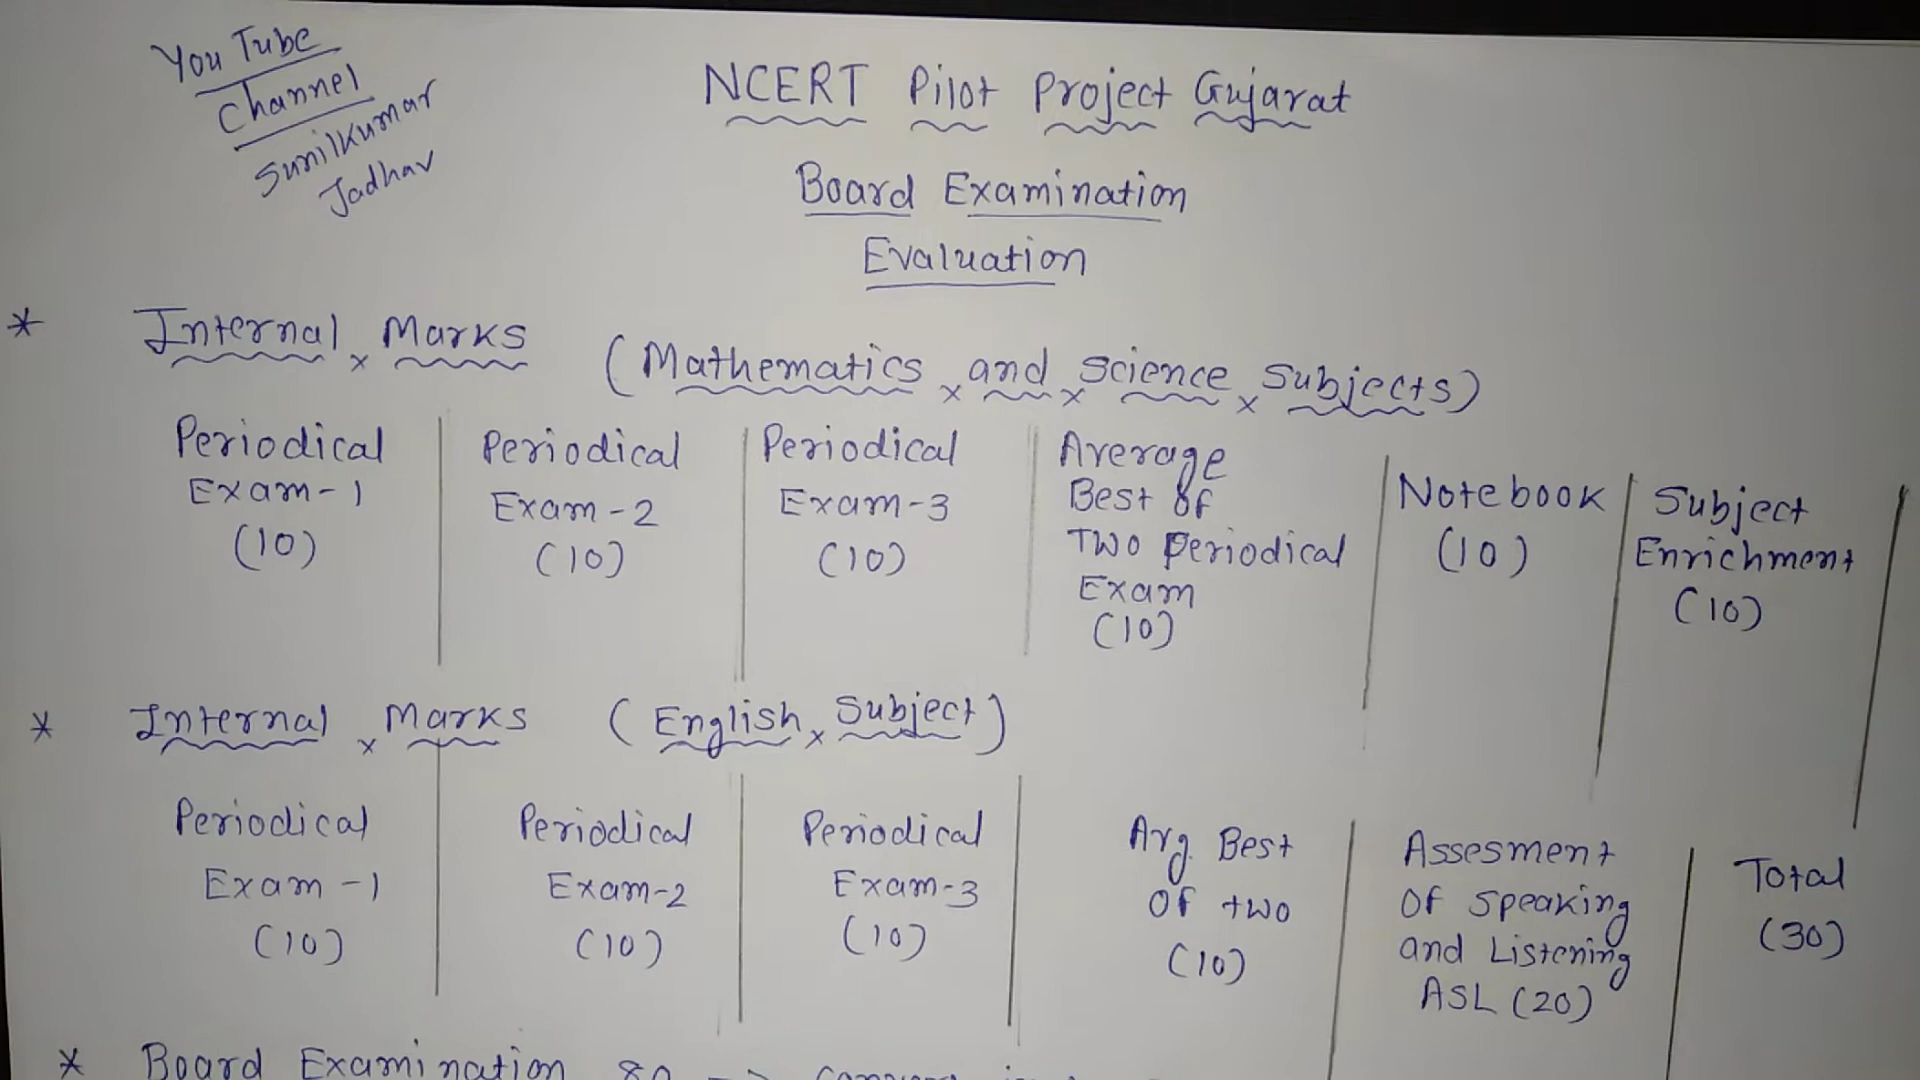 You Tube
Channel
Sunilkumar
Jadhav
NCERT Pilot Project Gujarat
Board Examination
Evaluation
* Internal Marks (Mathematics and Science Subjects)
Periodical
Exam-1
(10)
Periodical
Exam-2
(10)
Periodical
Exam-3
(10)
Average
Best Of
Two Periodical
Exam
(10)
Notebook
(10)
Subject
Enrichment
(10)
* Internal Marks (English Subject)
Periodical
Exam-1
(10)
Periodical
Exam-2
(10)
Periodical
Exam-3
(10)
Avg. Best
Of two
(10)
Assesment
Of Speaking
and Listening
ASL (20)
Total
(30)
* Board Examination 80